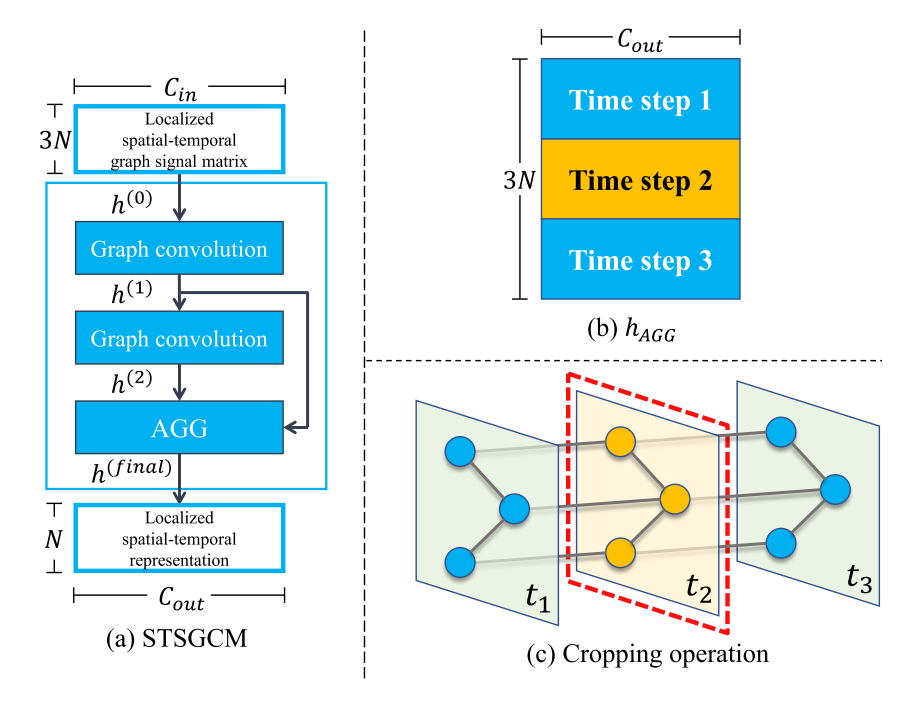 C_{in}
3N
Localized
spatial-temporal
graph signal matrix
h^{(0)}
Graph convolution
h^{(1)}
Graph convolution
h^{(2)}
AGG
h^{(final)}
N
Localized
spatial-temporal
representation
C_{out}
(a) STSGCM
C_{out}
3N
Time step 1
Time step 2
Time step 3
(b) h_{AGG}
t_1
t_2
t_3
(c) Cropping operation